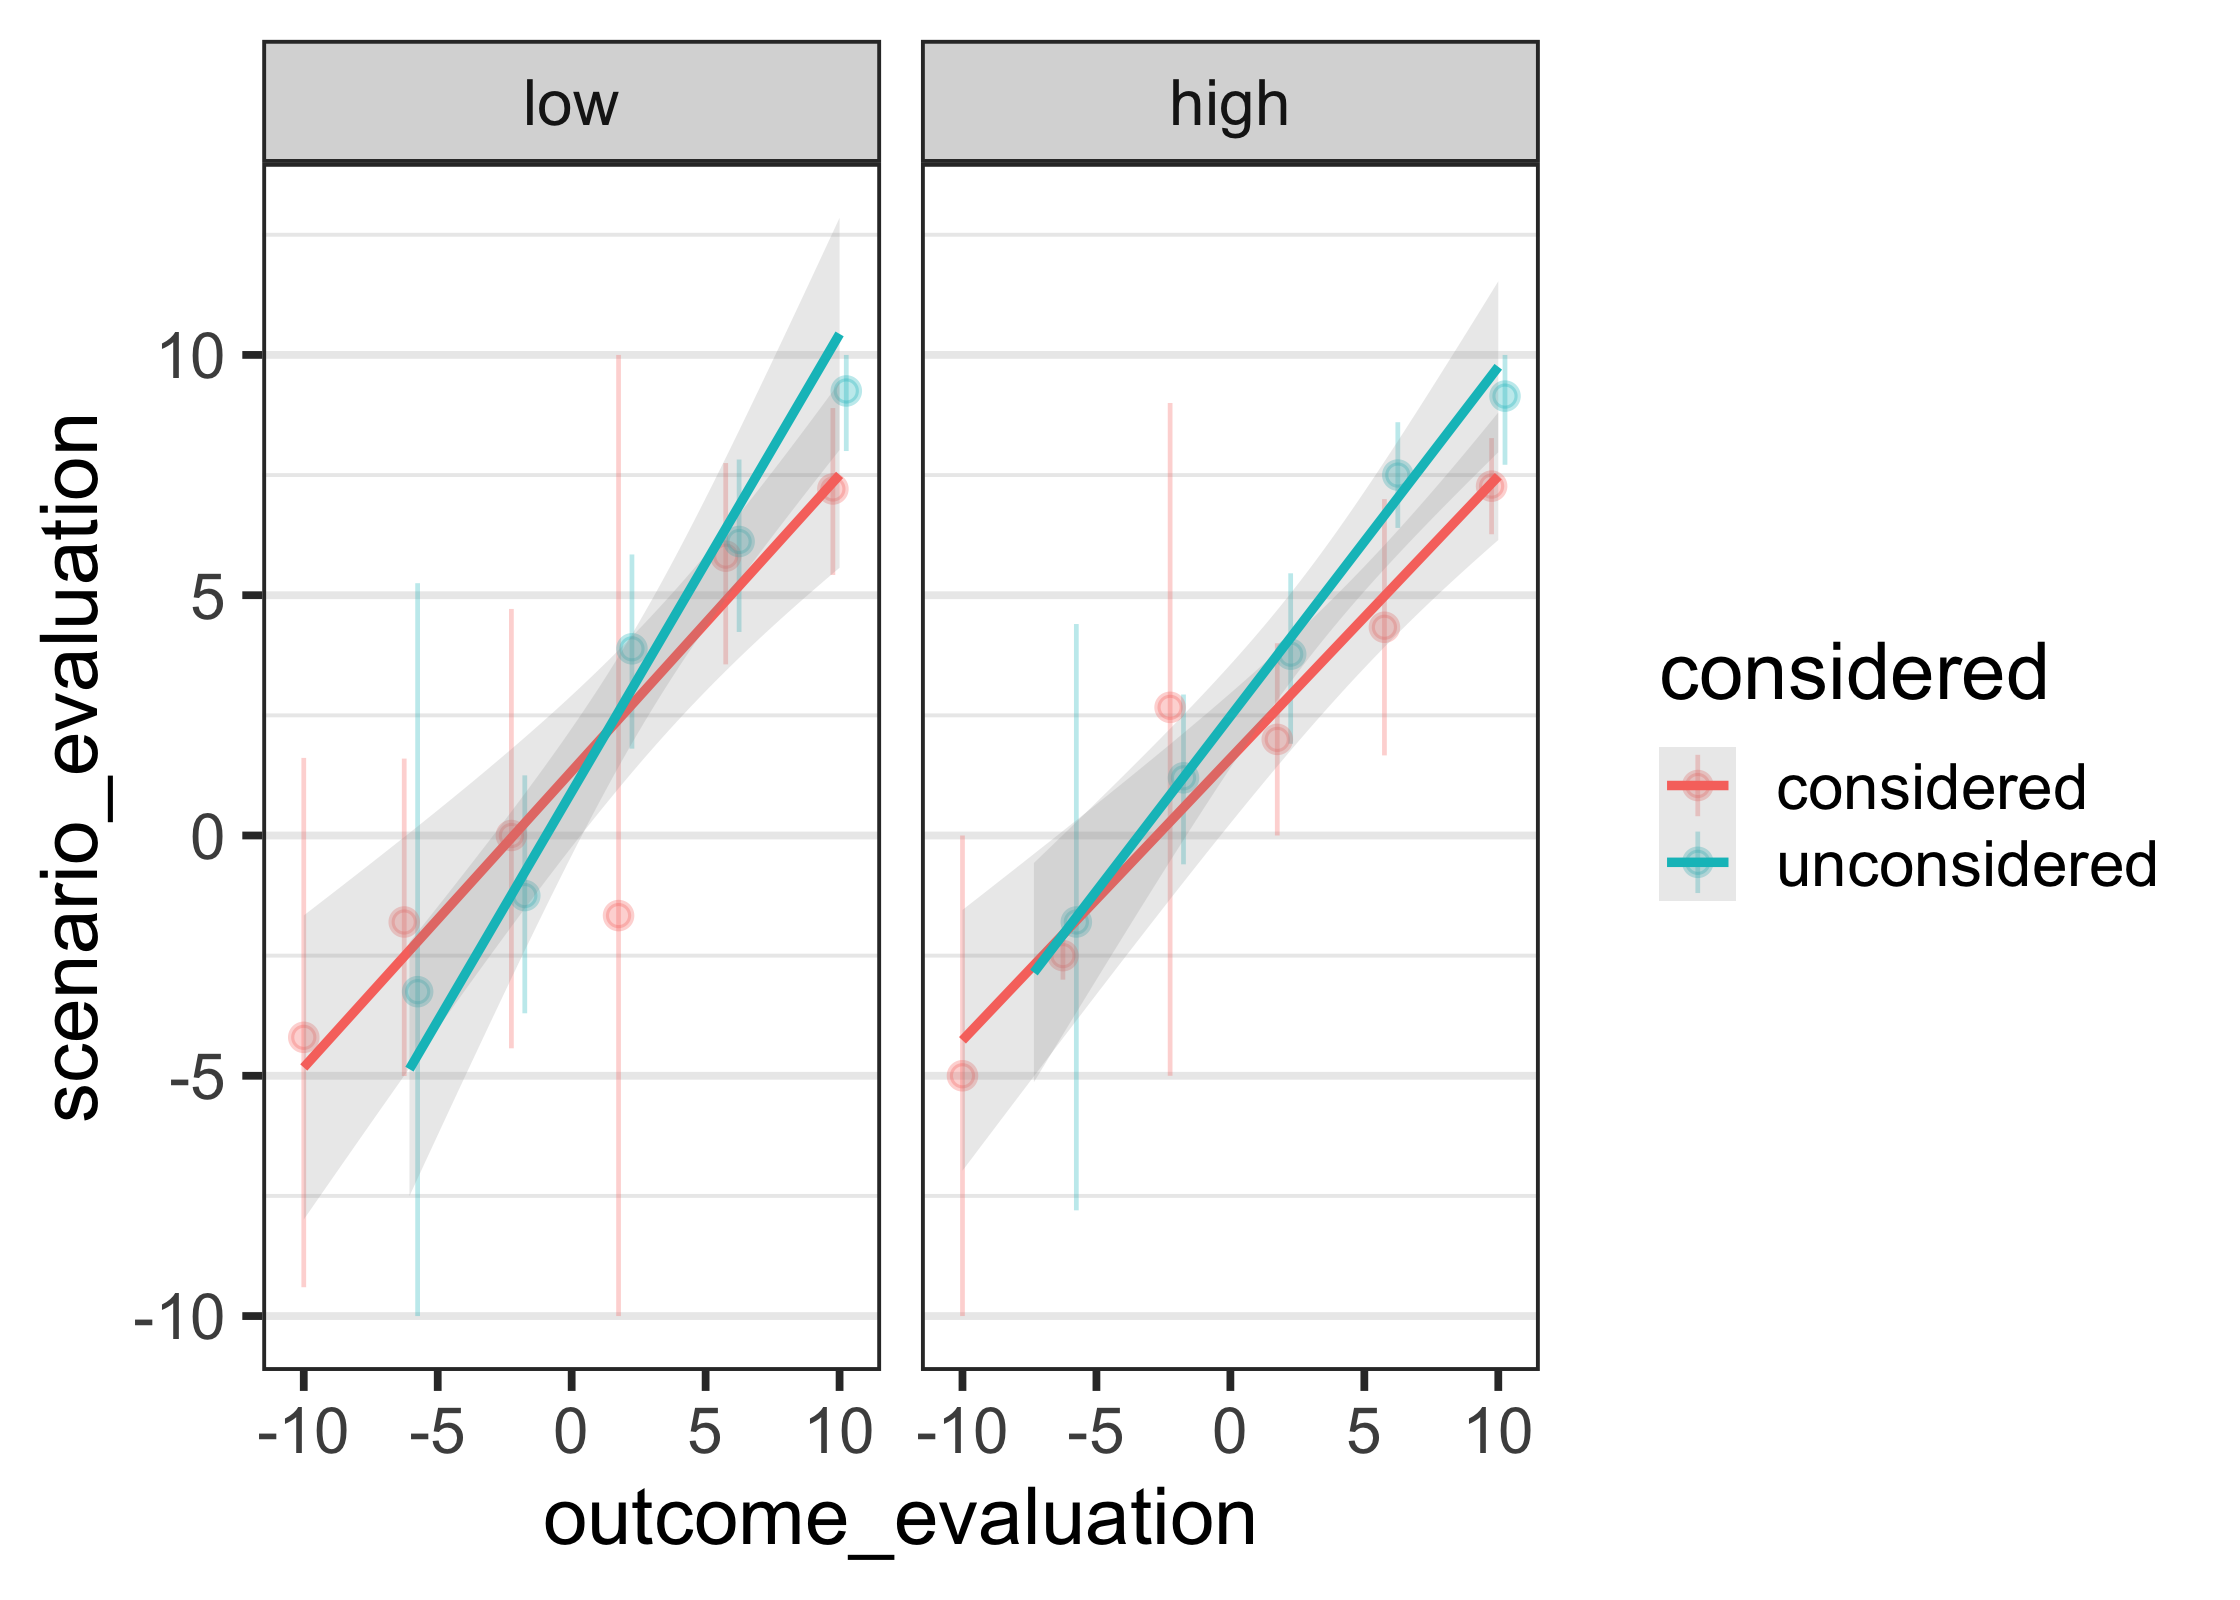 low high
10
5
0
-5
-10
scenario_evaluation
-10 -5 0 5 10 -10 -5 0 5 10
outcome_evaluation
considered
considered
unconsidered